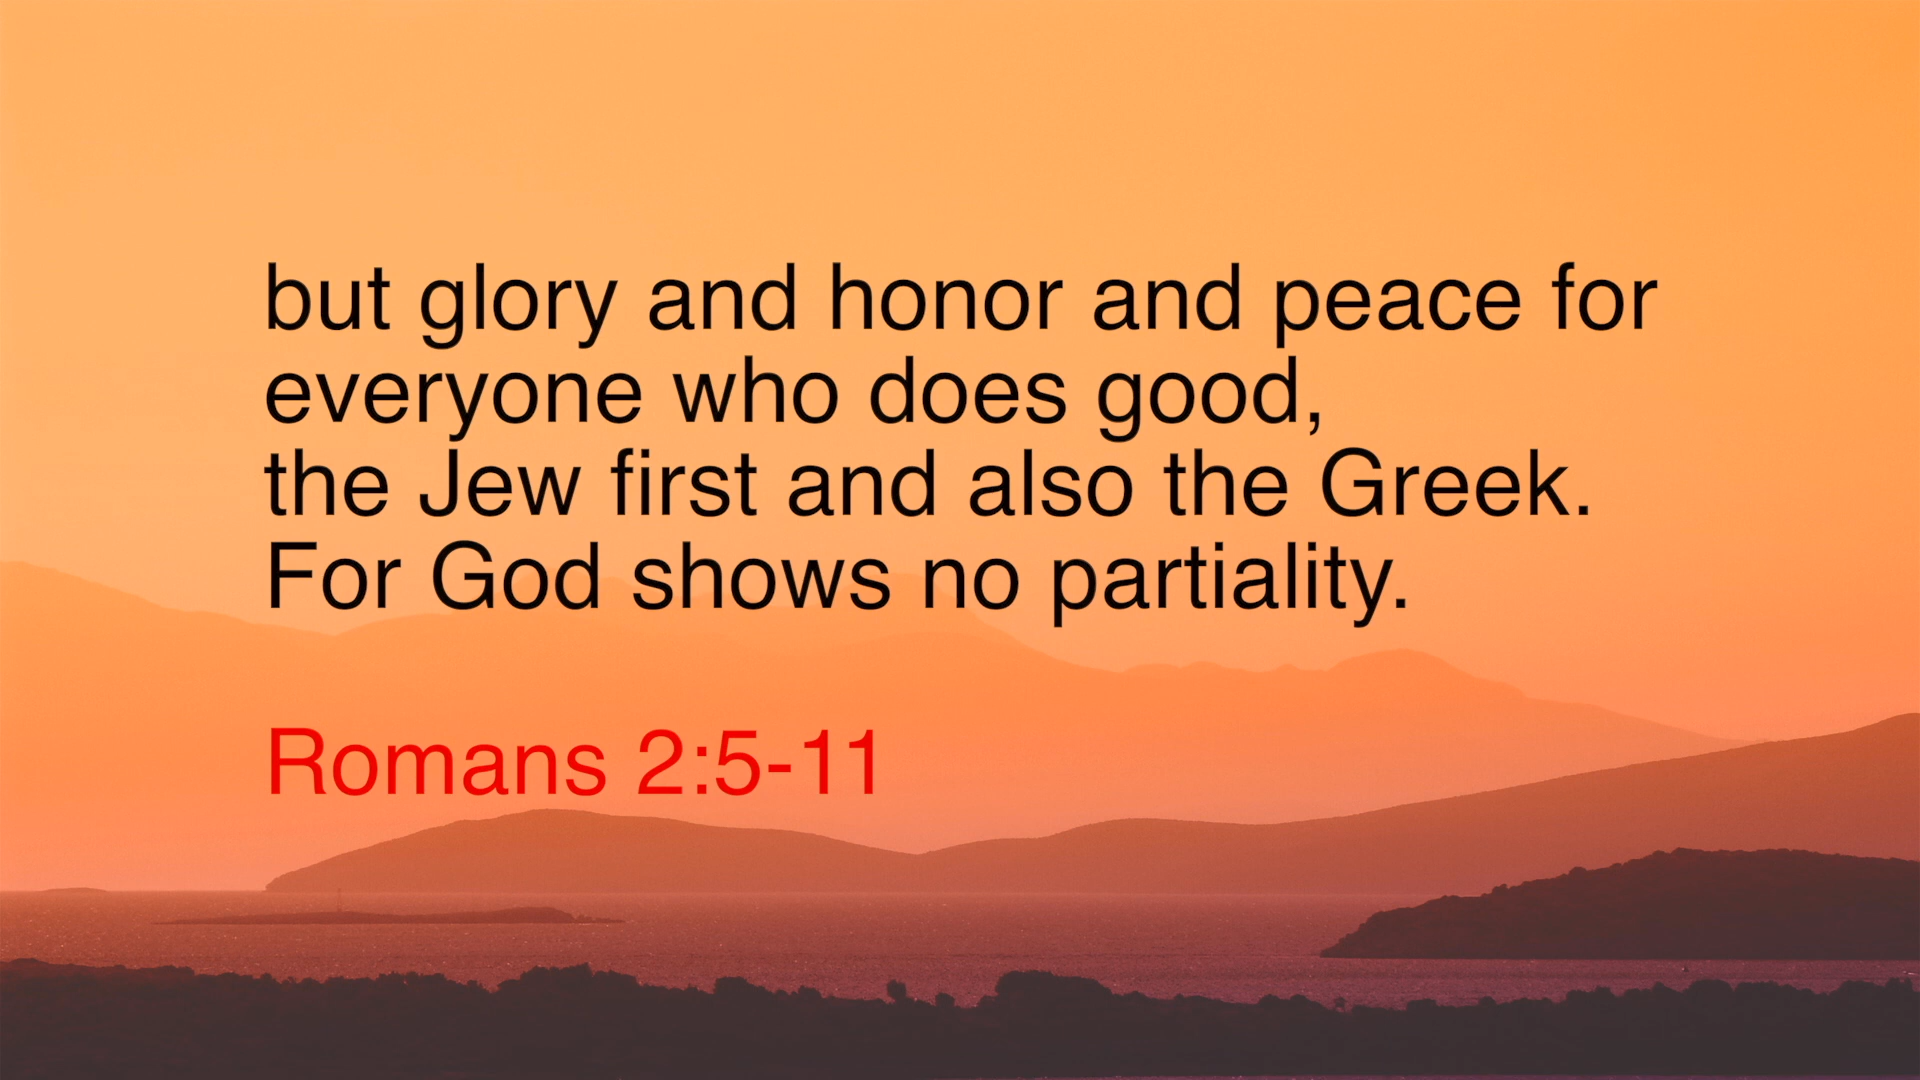 but glory and honor and peace for
everyone who does good,
the Jew first and also the Greek.
For God shows no partiality.
Romans 2:5-11